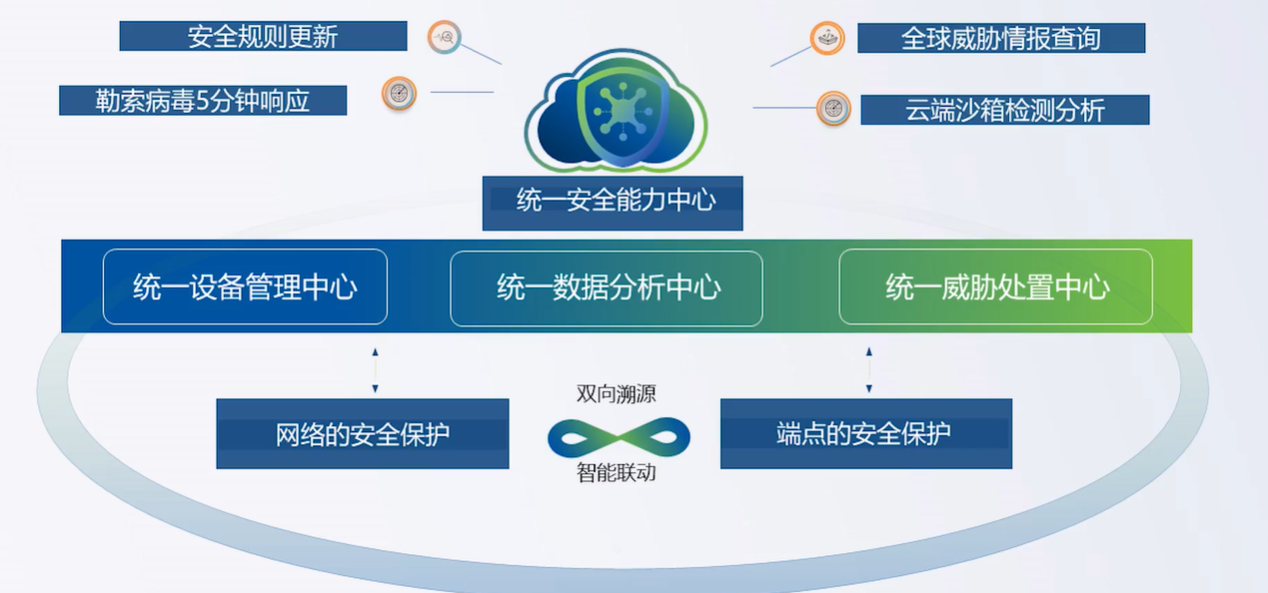 安全规则更新
全球威胁情报查询
勒索病毒5分钟响应
云端沙箱检测分析
统一安全能力中心
统一设备管理中心
统一数据分析中心
统一威胁处置中心
双向溯源
网络的安全保护
端点的安全保护
智能联动